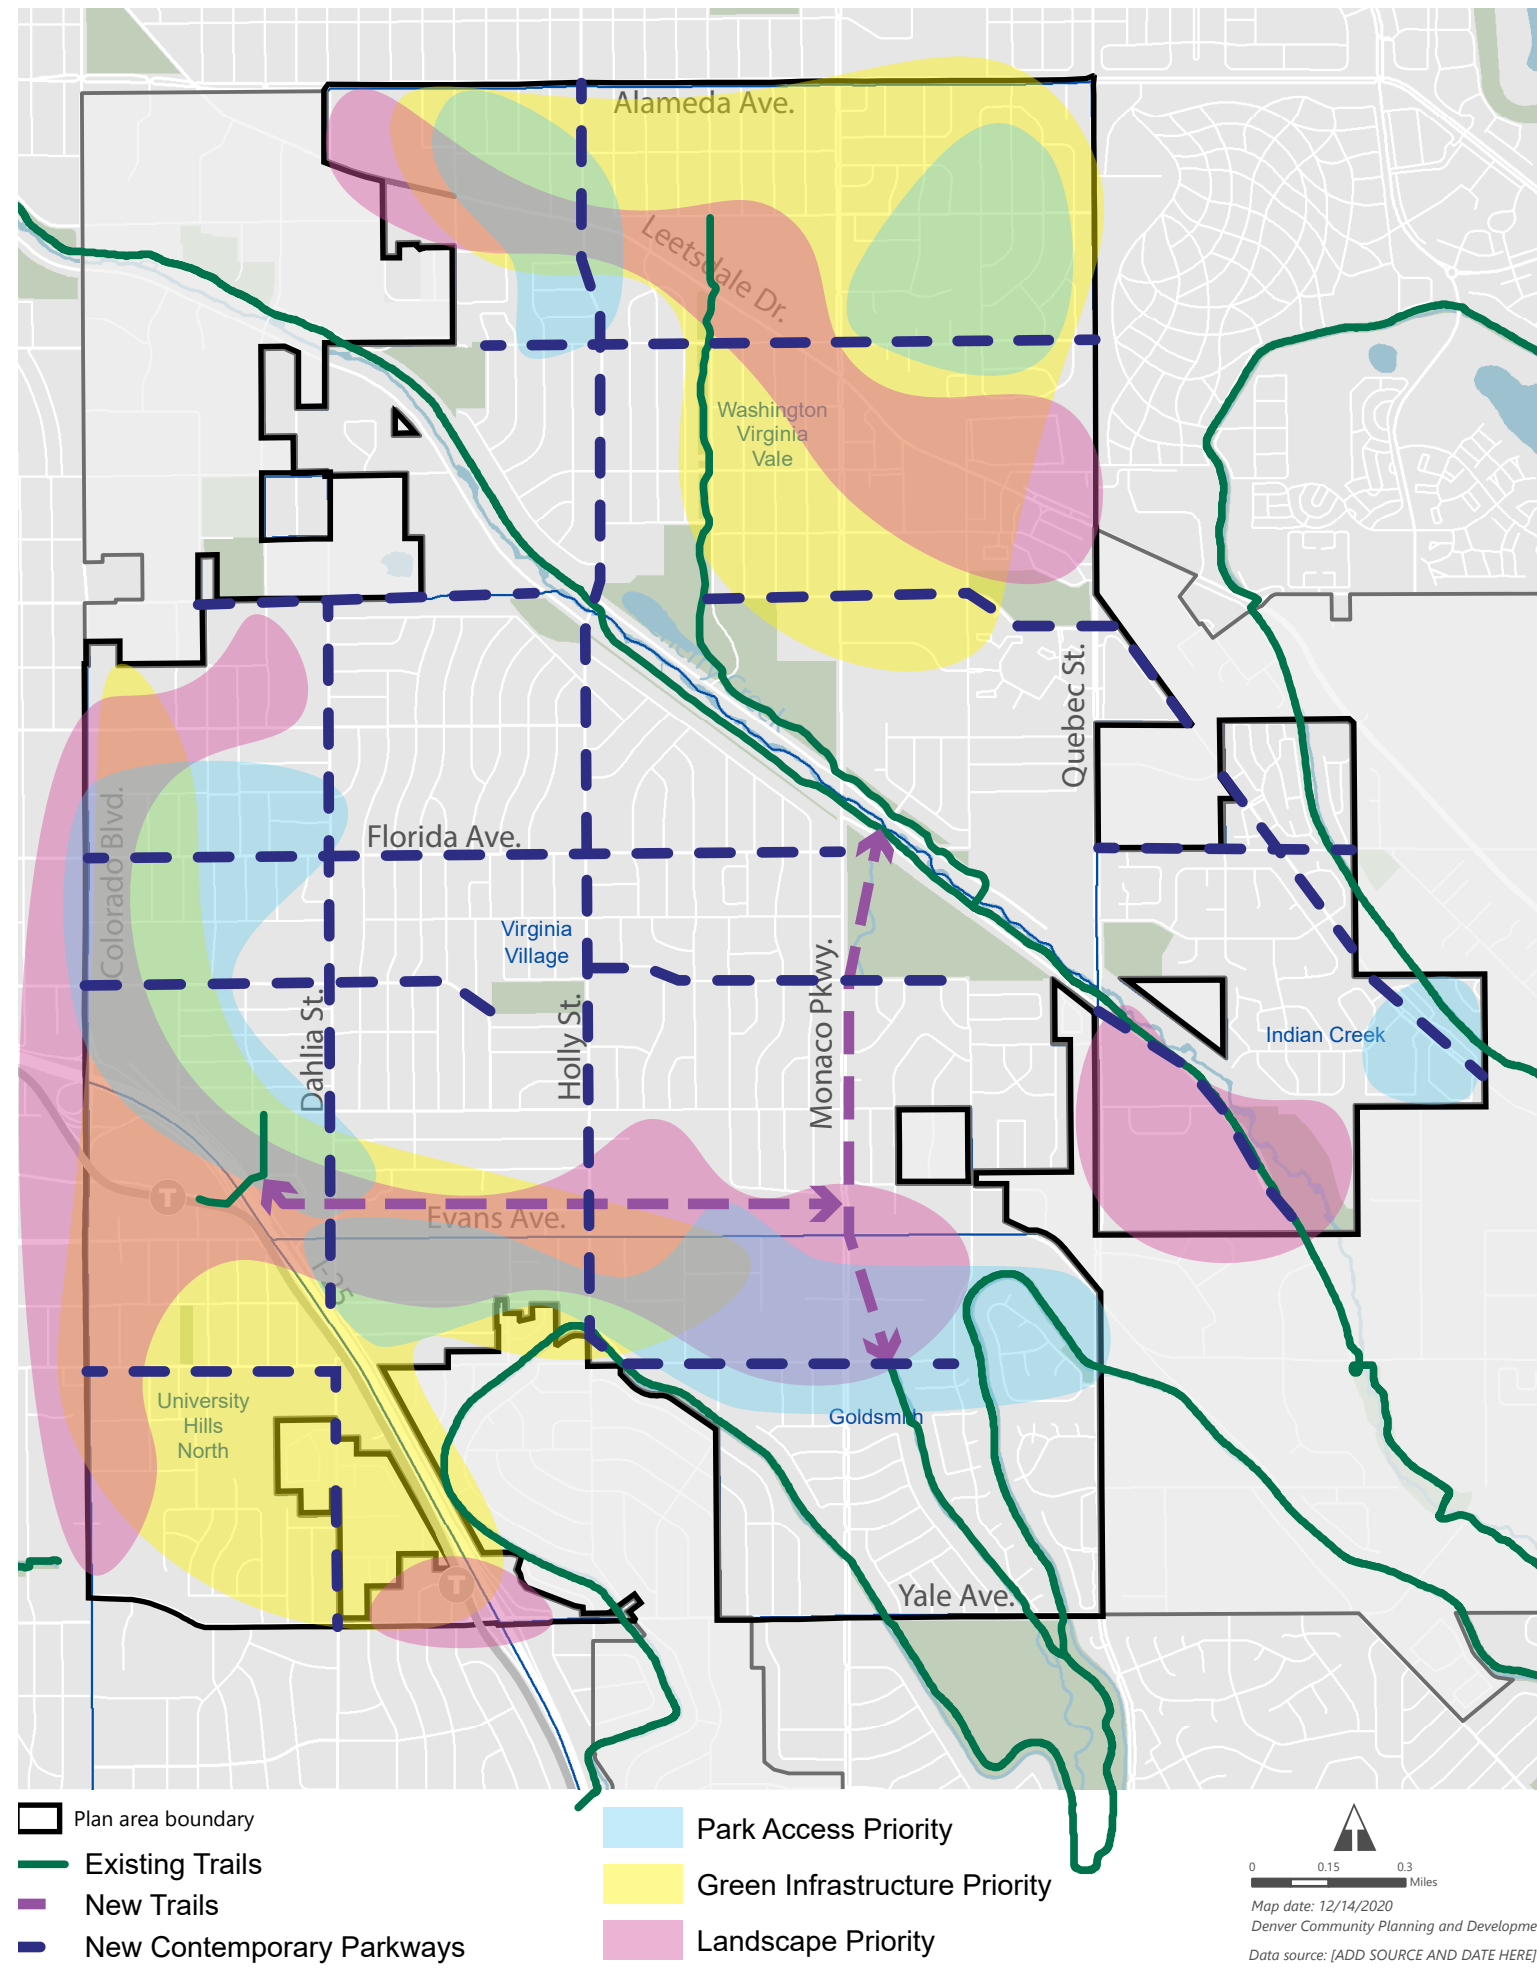 Alameda Ave.
Leetsdale Dr.
Washington
Virginia
Vale
Cherry Creek
Quebec St.
Colorado Blvd.
Florida Ave.
Virginia
Village
Monaco Pkwy.
Dahlia St.
Holly St.
Indian Creek
T
Evans Ave.
I-25
University
Hills
North
Goldsmith
T
Yale Ave.
Plan area boundary
Existing Trails
New Trails
New Contemporary Parkways
Park Access Priority
Green Infrastructure Priority
Landscape Priority
0 0.15 0.3
Miles
Map date: 12/14/2020
Denver Community Planning and Developme
Data source: [ADD SOURCE AND DATE HERE]